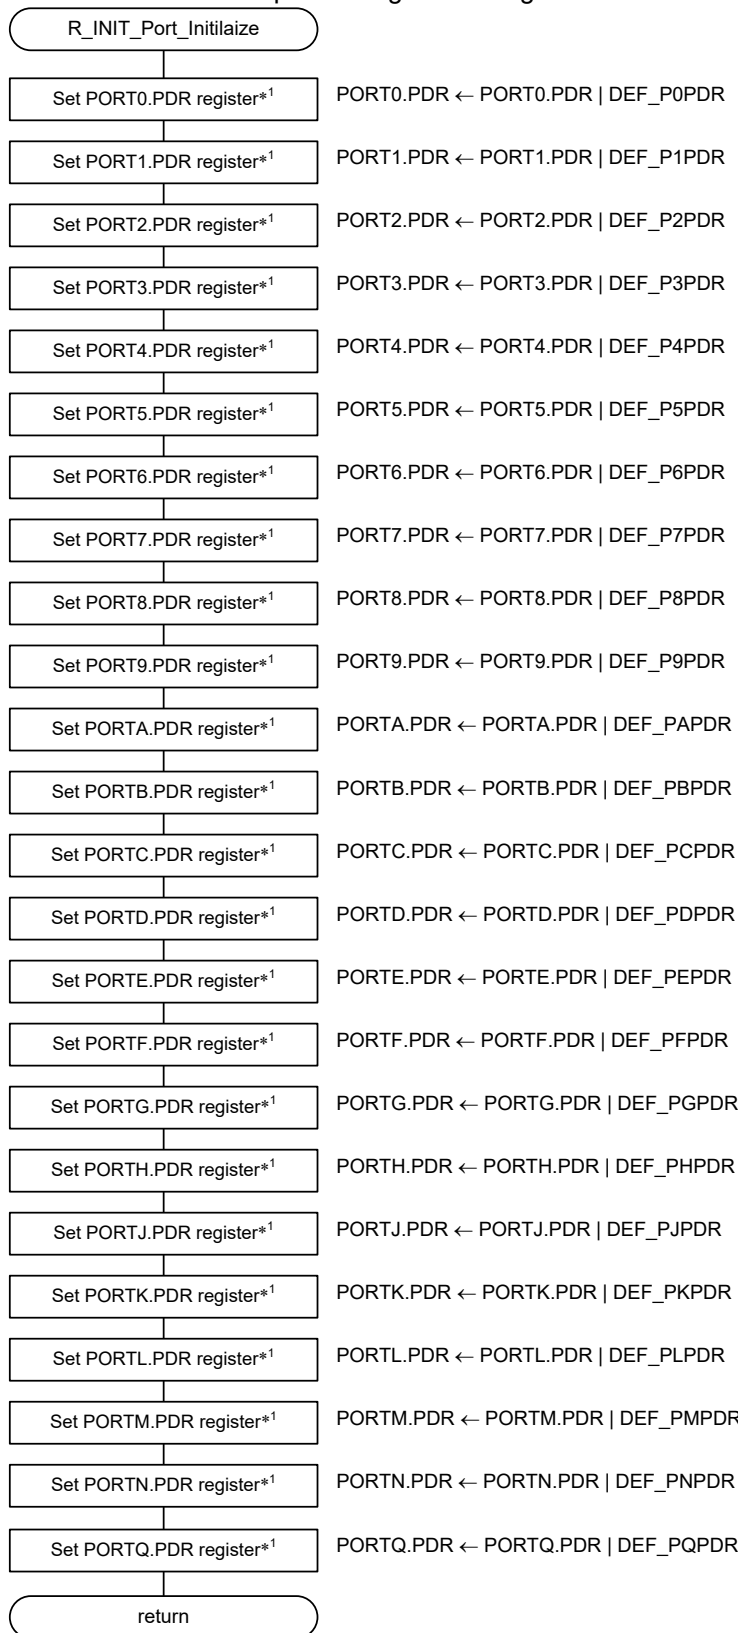 R_INIT_Port_Initilaize
Set PORT0.PDR register*1 PORT0.PDR ← PORT0.PDR | DEF_P0PDR
Set PORT1.PDR register*1 PORT1.PDR ← PORT1.PDR | DEF_P1PDR
Set PORT2.PDR register*1 PORT2.PDR ← PORT2.PDR | DEF_P2PDR
Set PORT3.PDR register*1 PORT3.PDR ← PORT3.PDR | DEF_P3PDR
Set PORT4.PDR register*1 PORT4.PDR ← PORT4.PDR | DEF_P4PDR
Set PORT5.PDR register*1 PORT5.PDR ← PORT5.PDR | DEF_P5PDR
Set PORT6.PDR register*1 PORT6.PDR ← PORT6.PDR | DEF_P6PDR
Set PORT7.PDR register*1 PORT7.PDR ← PORT7.PDR | DEF_P7PDR
Set PORT8.PDR register*1 PORT8.PDR ← PORT8.PDR | DEF_P8PDR
Set PORT9.PDR register*1 PORT9.PDR ← PORT9.PDR | DEF_P9PDR
Set PORTA.PDR register*1 PORTA.PDR ← PORTA.PDR | DEF_PAPDR
Set PORTB.PDR register*1 PORTB.PDR ← PORTB.PDR | DEF_PBPDR
Set PORTC.PDR register*1 PORTC.PDR ← PORTC.PDR | DEF_PCPDR
Set PORTD.PDR register*1 PORTD.PDR ← PORTD.PDR | DEF_PDPDR
Set PORTE.PDR register*1 PORTE.PDR ← PORTE.PDR | DEF_PEPDR
Set PORTF.PDR register*1 PORTF.PDR ← PORTF.PDR | DEF_PFPDR
Set PORTG.PDR register*1 PORTG.PDR ← PORTG.PDR | DEF_PGPDR
Set PORTH.PDR register*1 PORTH.PDR ← PORTH.PDR | DEF_PHPDR
Set PORTJ.PDR register*1 PORTJ.PDR ← PORTJ.PDR | DEF_PJPDR
Set PORTK.PDR register*1 PORTK.PDR ← PORTK.PDR | DEF_PKPDR
Set PORTL.PDR register*1 PORTL.PDR ← PORTL.PDR | DEF_PLPDR
Set PORTM.PDR register*1 PORTM.PDR ← PORTM.PDR | DEF_PMPDR
Set PORTN.PDR register*1 PORTN.PDR ← PORTN.PDR | DEF_PNPDR
Set PORTQ.PDR register*1 PORTQ.PDR ← PORTQ.PDR | DEF_PQPDR
return